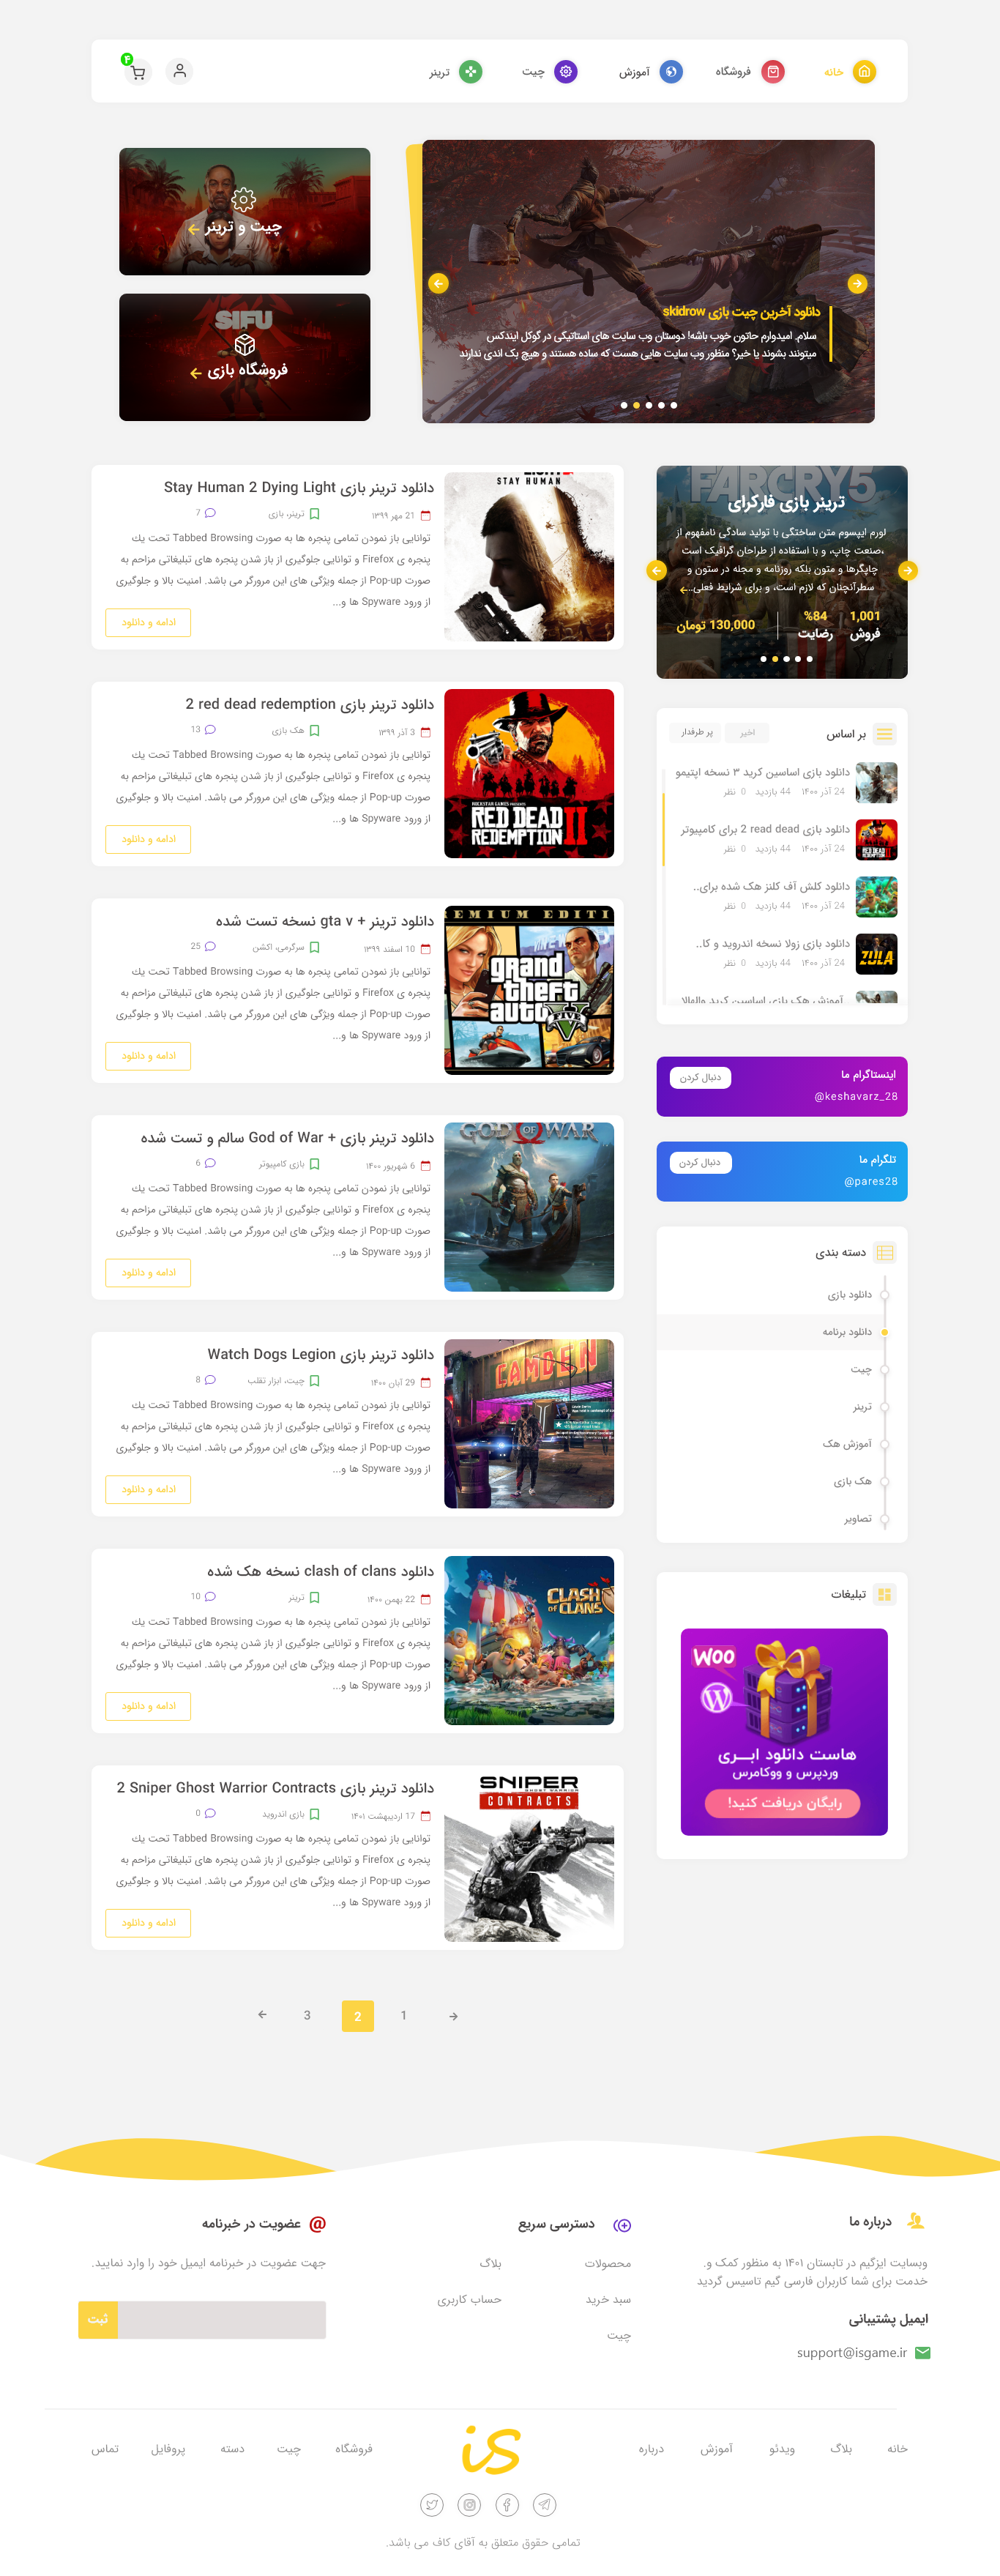 خانه
فروشگاه
آموزش
چیت
ترینر
۴
دانلود آخرین چیت بازی skidrow
سلام, امیدوارم حاتون خوب باشه! دوستان وب سایت های استاتیکی در گوگل ایندکس
میتونند بشوند یا خیر؟ منظور وب سایت هایی هست که ساده هستند و هیچ بک اندی ندارند
چیت و ترینر
SIFU
فروشگاه بازی
FARCRY5
ترینر بازی فارکرای
لورم ایپسوم متن ساختگی با تولید سادگی نامفهوم از
صنعت چاپ، و با استفاده از طراحان گرافیک است،
چاپگرها و متون بلکه روزنامه و مجله در ستون و
سطرآنچنان که لازم است، و برای شرایط فعلی..
1,001
فروش
%84
رضایت
130,000 تومان
بر اساس
اخیر
پر طرفدار
دانلود بازی اساسین کرید ۳ نسخه اپتیمو
24 آذر ۱۴۰۰
44 بازدید
0 نظر
دانلود بازی 2 read dead برای کامپیوتر
24 آذر ۱۴۰۰
44 بازدید
0 نظر
دانلود کلش آف کلنز هک شده برای..
24 آذر ۱۴۰۰
44 بازدید
0 نظر
دانلود بازی زولا نسخه اندروید و کا..
24 آذر ۱۴۰۰
44 بازدید
0 نظر
ZULA
آموزش هک بازی اساسین کرید والهالا
اینستاگرام ما
دنبال کردن
@keshavarz_28
تلگرام ما
دنبال کردن
@pares28
دسته بندی
دانلود بازی
دانلود برنامه
چیت
ترینر
آموزش هک
هک بازی
تصاویر
تبلیغات
WOO
هاست دانلود ابــری
وردپرس و ووکامرس
رایگان دریافت کنید!
STAY HUMAN
دانلود ترینر بازی Stay Human 2 Dying Light
21 مهر ۱۳۹۹
ترینر، بازی
7
توانایی باز نمودن تمامی پنجره ها به صورت Tabbed Browsing تحت یك
پنجره ی Firefox و توانایی جلوگیری از باز شدن پنجره های تبلیغاتی مزاحم به
صورت Pop-up از جمله ویژگی های این مرورگر می باشد. امنیت بالا و جلوگیری
از ورود Spyware ها و...
ادامه و دانلود
RED DEAD
REDEMPTION II
دانلود ترینر بازی 2 red dead redemption
3 آذر ۱۳۹۹
هک بازی
13
توانایی باز نمودن تمامی پنجره ها به صورت Tabbed Browsing تحت یك
پنجره ی Firefox و توانایی جلوگیری از باز شدن پنجره های تبلیغاتی مزاحم به
صورت Pop-up از جمله ویژگی های این مرورگر می باشد. امنیت بالا و جلوگیری
از ورود Spyware ها و...
ادامه و دانلود
PREMIUM EDITION
grand
theft
auto
FIVE
دانلود ترینر + gta v نسخه تست شده
10 اسفند ۱۳۹۹
سرگرمی، اکشن
25
توانایی باز نمودن تمامی پنجره ها به صورت Tabbed Browsing تحت یك
پنجره ی Firefox و توانایی جلوگیری از باز شدن پنجره های تبلیغاتی مزاحم به
صورت Pop-up از جمله ویژگی های این مرورگر می باشد. امنیت بالا و جلوگیری
از ورود Spyware ها و...
ادامه و دانلود
GOD OF WAR
دانلود ترینر بازی + God of War سالم و تست شده
6 شهریور ۱۴۰۰
بازی کامپیوتر
6
توانایی باز نمودن تمامی پنجره ها به صورت Tabbed Browsing تحت یك
پنجره ی Firefox و توانایی جلوگیری از باز شدن پنجره های تبلیغاتی مزاحم به
صورت Pop-up از جمله ویژگی های این مرورگر می باشد. امنیت بالا و جلوگیری
از ورود Spyware ها و...
ادامه و دانلود
CAMDEN
دانلود ترینر بازی Watch Dogs Legion
29 آبان ۱۴۰۰
چیت، ابزار تقلب
8
توانایی باز نمودن تمامی پنجره ها به صورت Tabbed Browsing تحت یك
پنجره ی Firefox و توانایی جلوگیری از باز شدن پنجره های تبلیغاتی مزاحم به
صورت Pop-up از جمله ویژگی های این مرورگر می باشد. امنیت بالا و جلوگیری
از ورود Spyware ها و...
ادامه و دانلود
CLASH
OF CLANS
دانلود clash of clans نسخه هک شده
22 بهمن ۱۴۰۰
ترینر
10
توانایی باز نمودن تمامی پنجره ها به صورت Tabbed Browsing تحت یك
پنجره ی Firefox و توانایی جلوگیری از باز شدن پنجره های تبلیغاتی مزاحم به
صورت Pop-up از جمله ویژگی های این مرورگر می باشد. امنیت بالا و جلوگیری
از ورود Spyware ها و...
ادامه و دانلود
SNIPER
CONTRACTS
دانلود ترینر بازی 2 Sniper Ghost Warrior Contracts
17 اردیبهشت ۱۴۰۱
بازی اندروید
0
توانایی باز نمودن تمامی پنجره ها به صورت Tabbed Browsing تحت یك
پنجره ی Firefox و توانایی جلوگیری از باز شدن پنجره های تبلیغاتی مزاحم به
صورت Pop-up از جمله ویژگی های این مرورگر می باشد. امنیت بالا و جلوگیری
از ورود Spyware ها و...
ادامه و دانلود
1
2
3
درباره ما
وبسایت ایزگیم در تابستان ۱۴۰۱ به منظور کمک و.
خدمت برای شما کاربران فارسی گیم تاسیس گردید
ایمیل پشتیبانی
support@isgame.ir
دسترسی سریع
محصولات
بلاگ
سبد خرید
حساب کاربری
چیت
عضویت در خبرنامه
جهت عضویت در خبرنامه ایمیل خود را وارد نمایید.
ثبت
خانه
بلاگ
ویدئو
آموزش
درباره
is
فروشگاه
چیت
دسته
پروفایل
تماس
تمامی حقوق متعلق به آقای کاف می باشد.